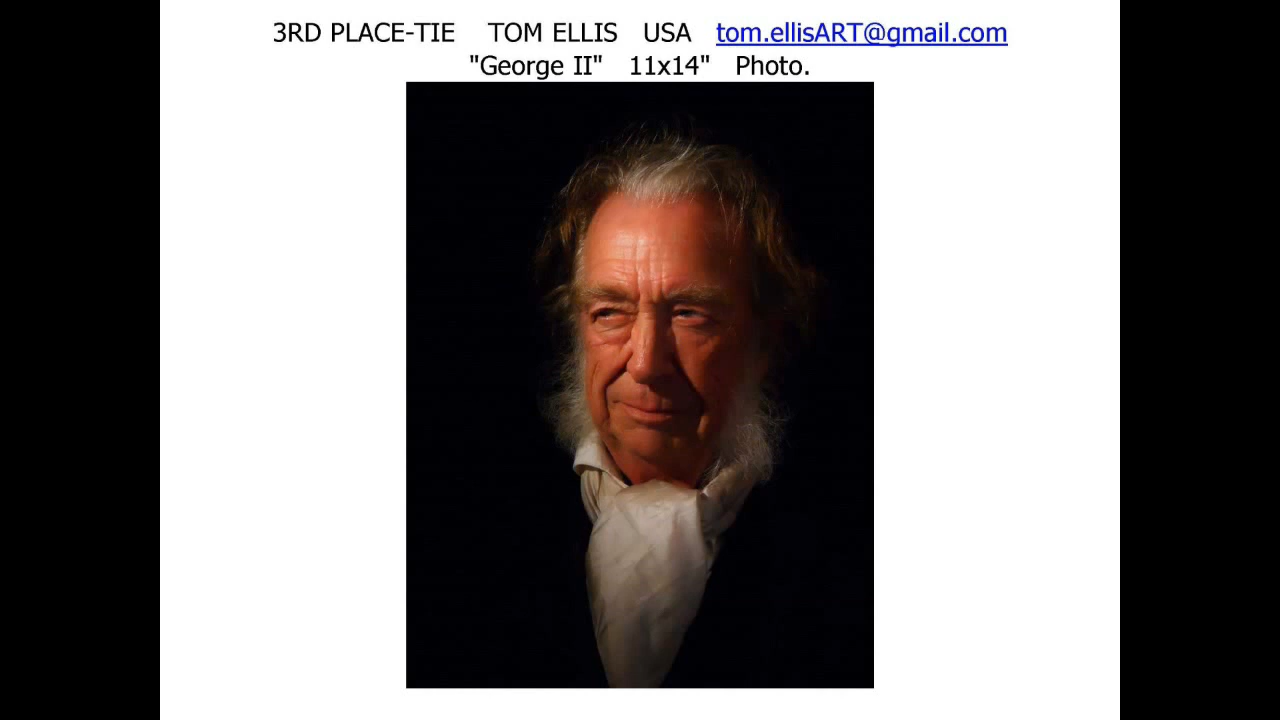 3RD PLACE-TIE TOM ELLIS USA tom.ellisART@gmail.com
"George II" 11x14" Photo.